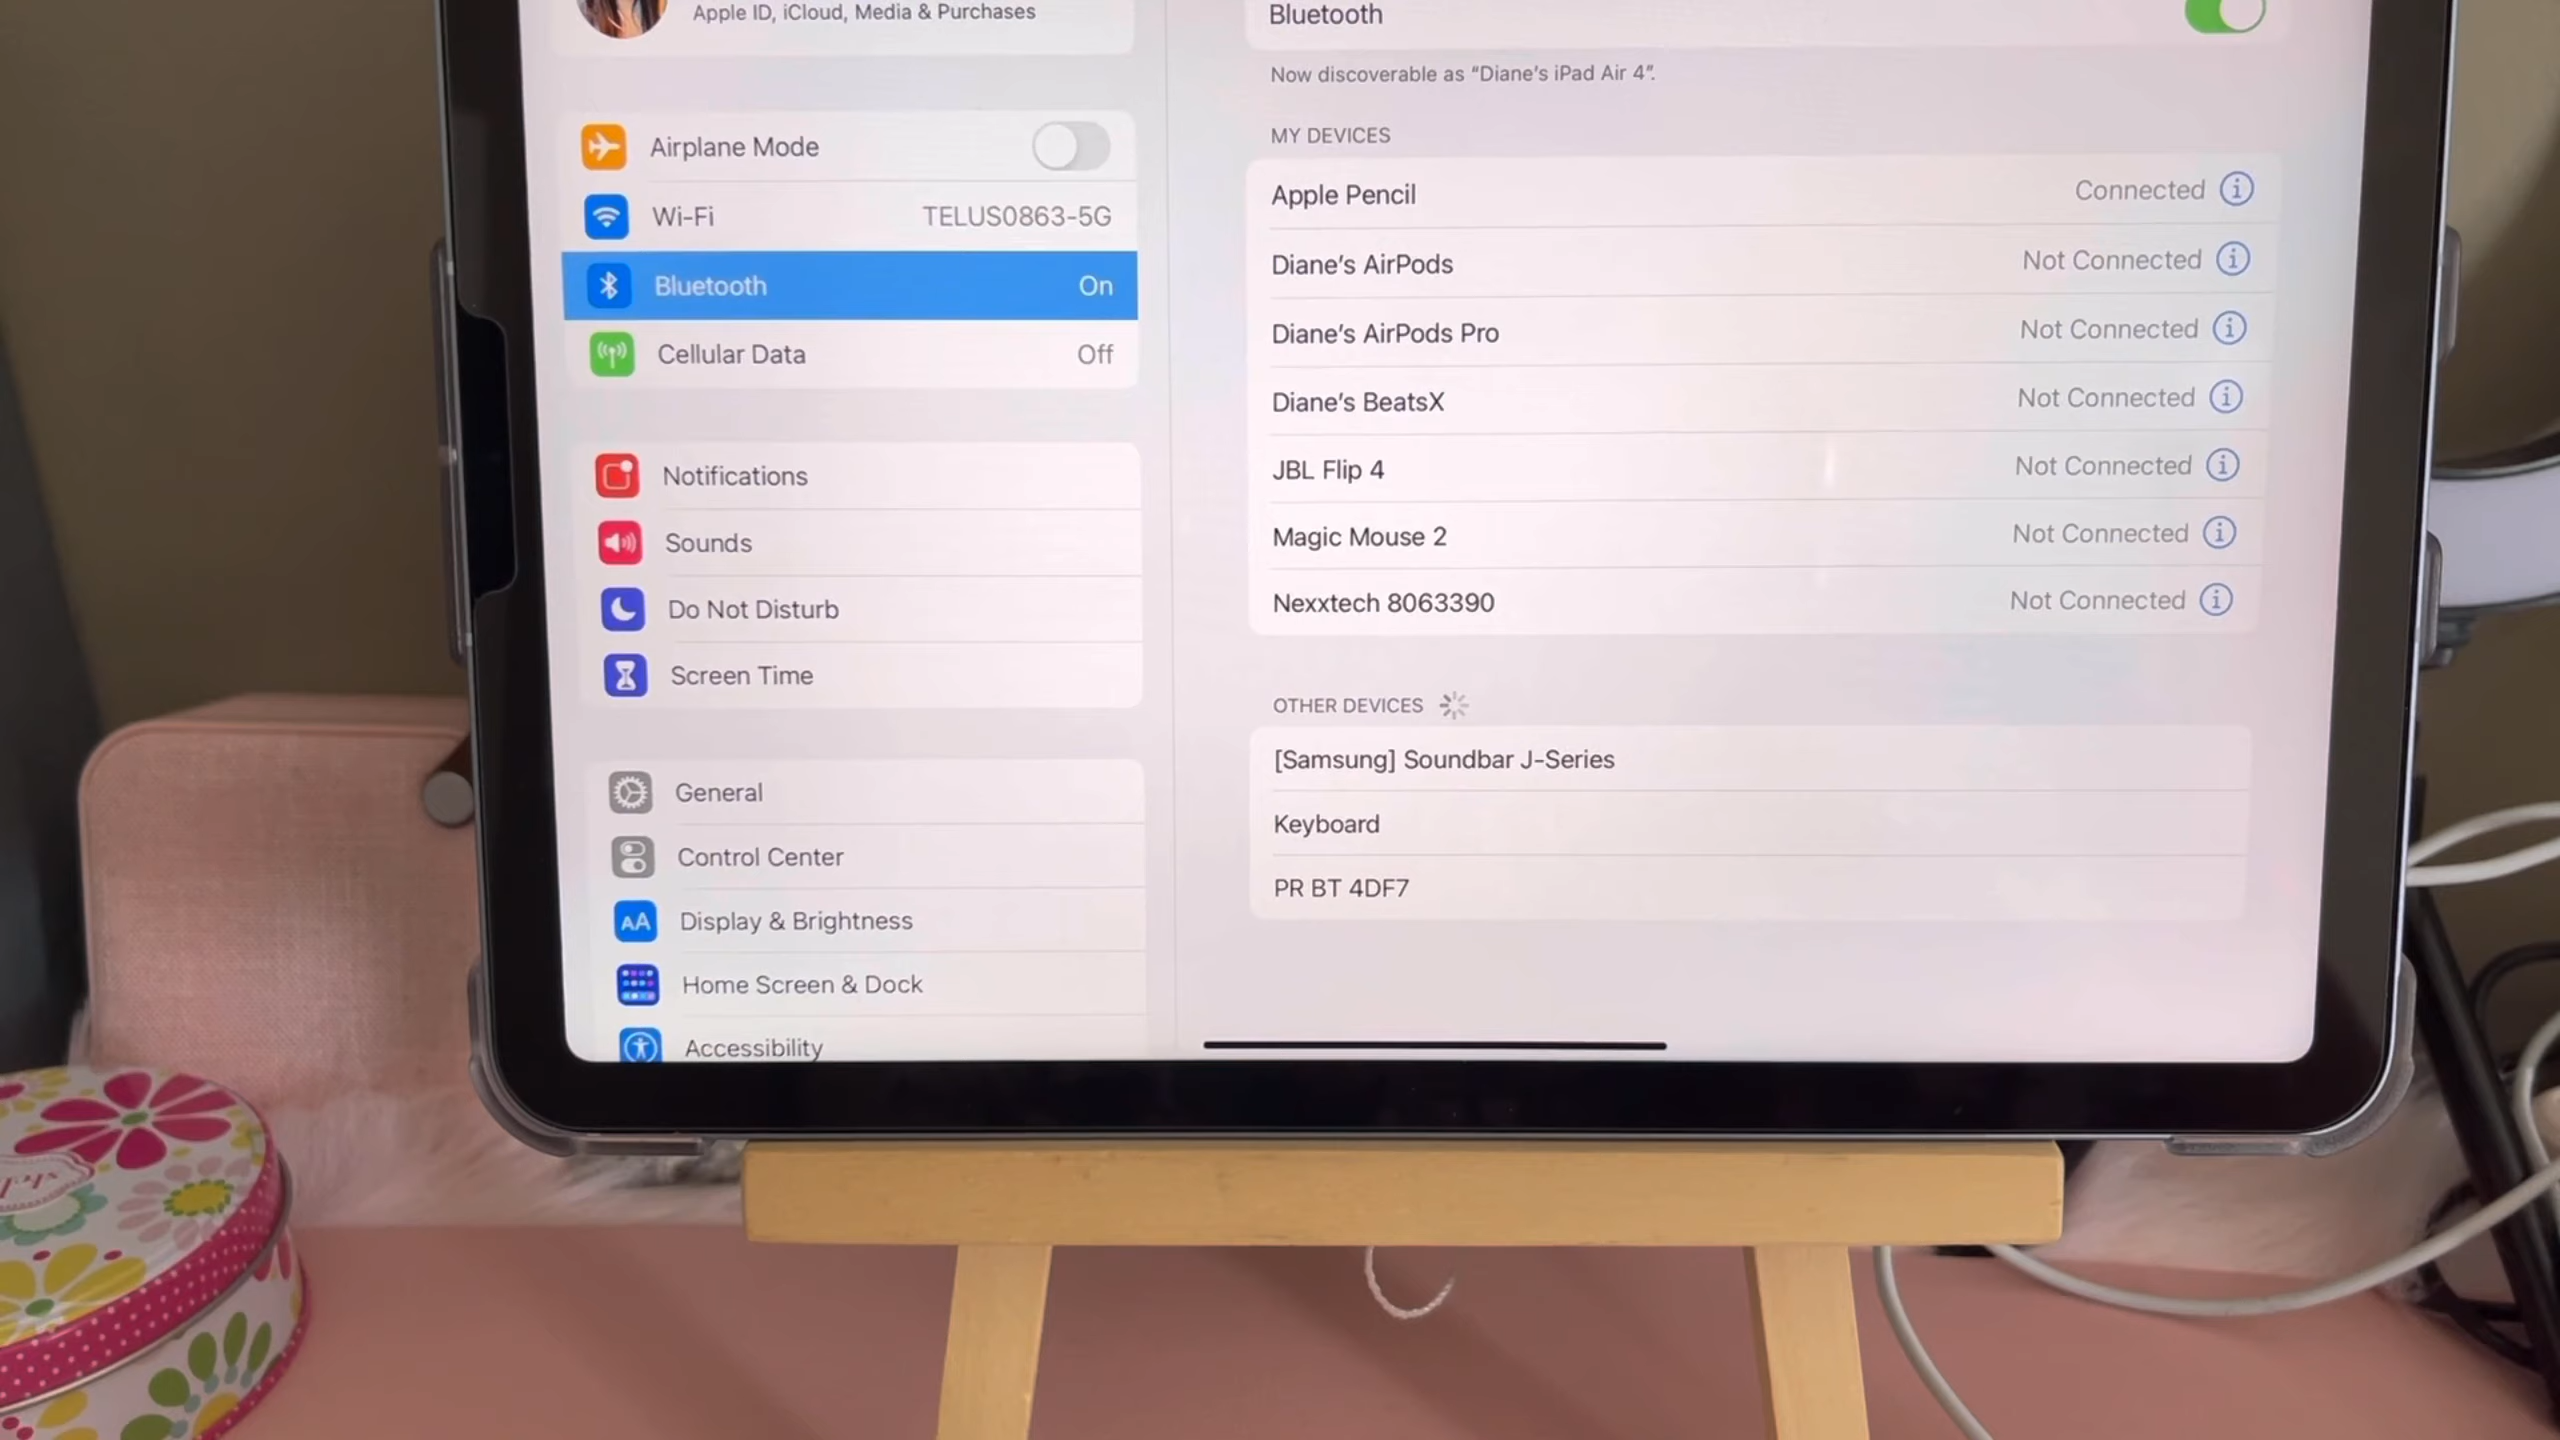 Apple ID, iCloud, Media & Purchases
Airplane Mode
Wi-Fi TELUS0863-5G
Bluetooth On
Cellular Data Off
Notifications
Sounds
Do Not Disturb
Screen Time
General
Control Center
AA Display & Brightness
Home Screen & Dock
Accessibility
Bluetooth
Now discoverable as “Diane’s iPad Air 4”.
MY DEVICES
Apple Pencil Connected
Diane’s AirPods Not Connected
Diane’s AirPods Pro Not Connected
Diane’s BeatsX Not Connected
JBL Flip 4 Not Connected
Magic Mouse 2 Not Connected
Nexxtech 8063390 Not Connected
OTHER DEVICES
[Samsung] Soundbar J-Series
Keyboard
PR BT 4DF7